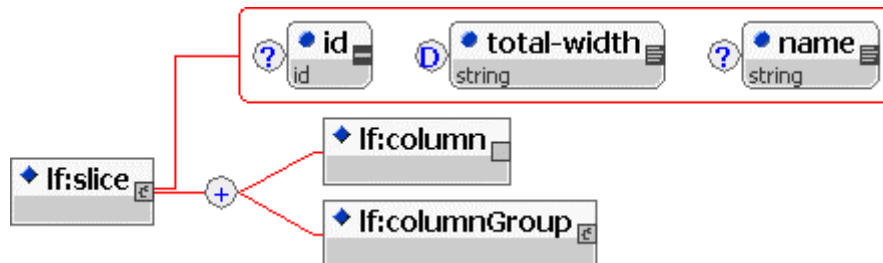 ? id D total-width ? name
id string string
lf:column
lf:slice +
lf:columnGroup